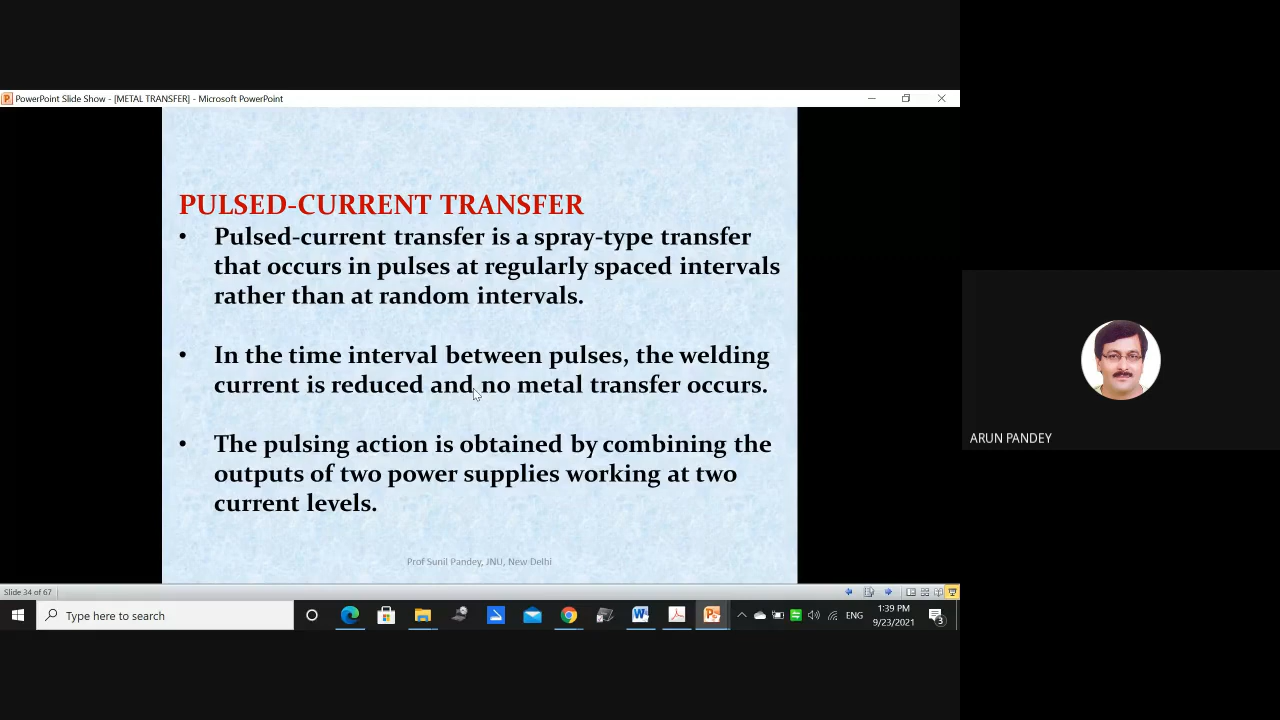 PowerPoint Slide Show - [METAL TRANSFER] - Microsoft PowerPoint
PULSED-CURRENT TRANSFER
• Pulsed-current transfer is a spray-type transfer
that occurs in pulses at regularly spaced intervals
rather than at random intervals.
• In the time interval between pulses, the welding
current is reduced and no metal transfer occurs.
• The pulsing action is obtained by combining the
outputs of two power supplies working at two
current levels.
Prof Sunil Pandey, JNU, New Delhi
ARUN PANDEY
Slide 34 of 67
Type here to search
ENG
1:39 PM
9/23/2021
3